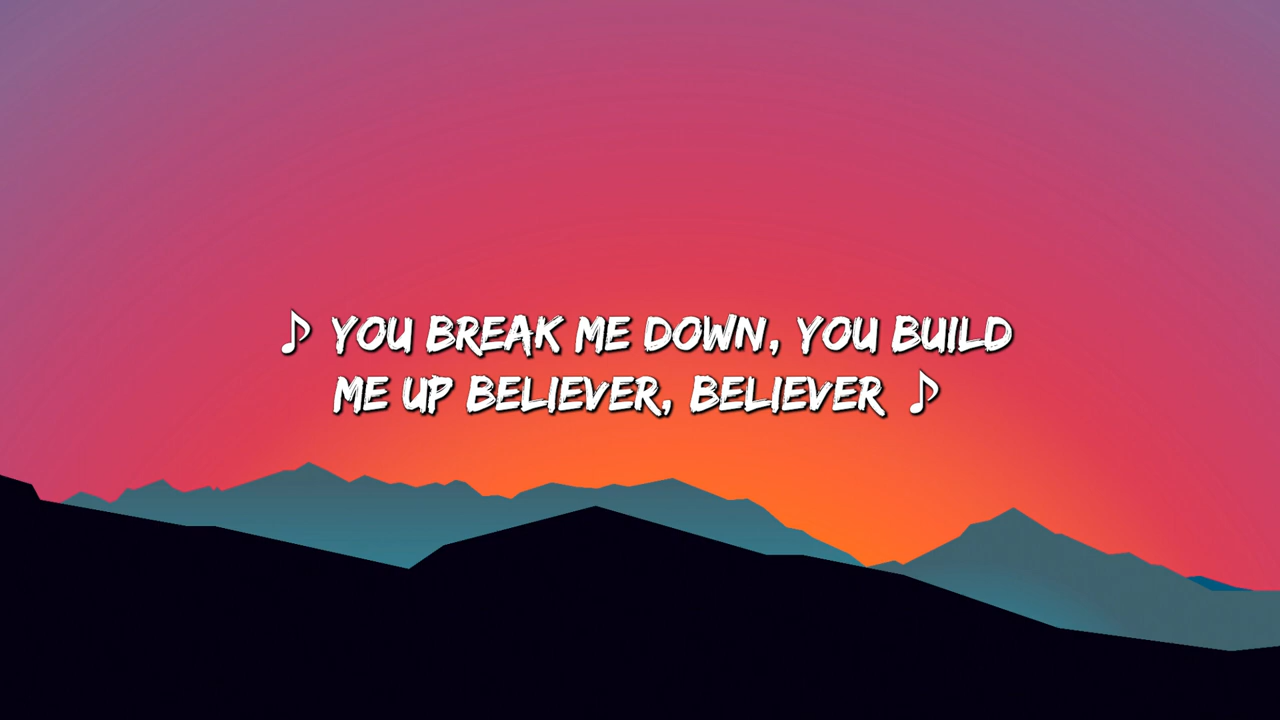 ♪ YOU BREAK ME DOWN, YOU BUILD
ME UP BELIEVER, BELIEVER ♪